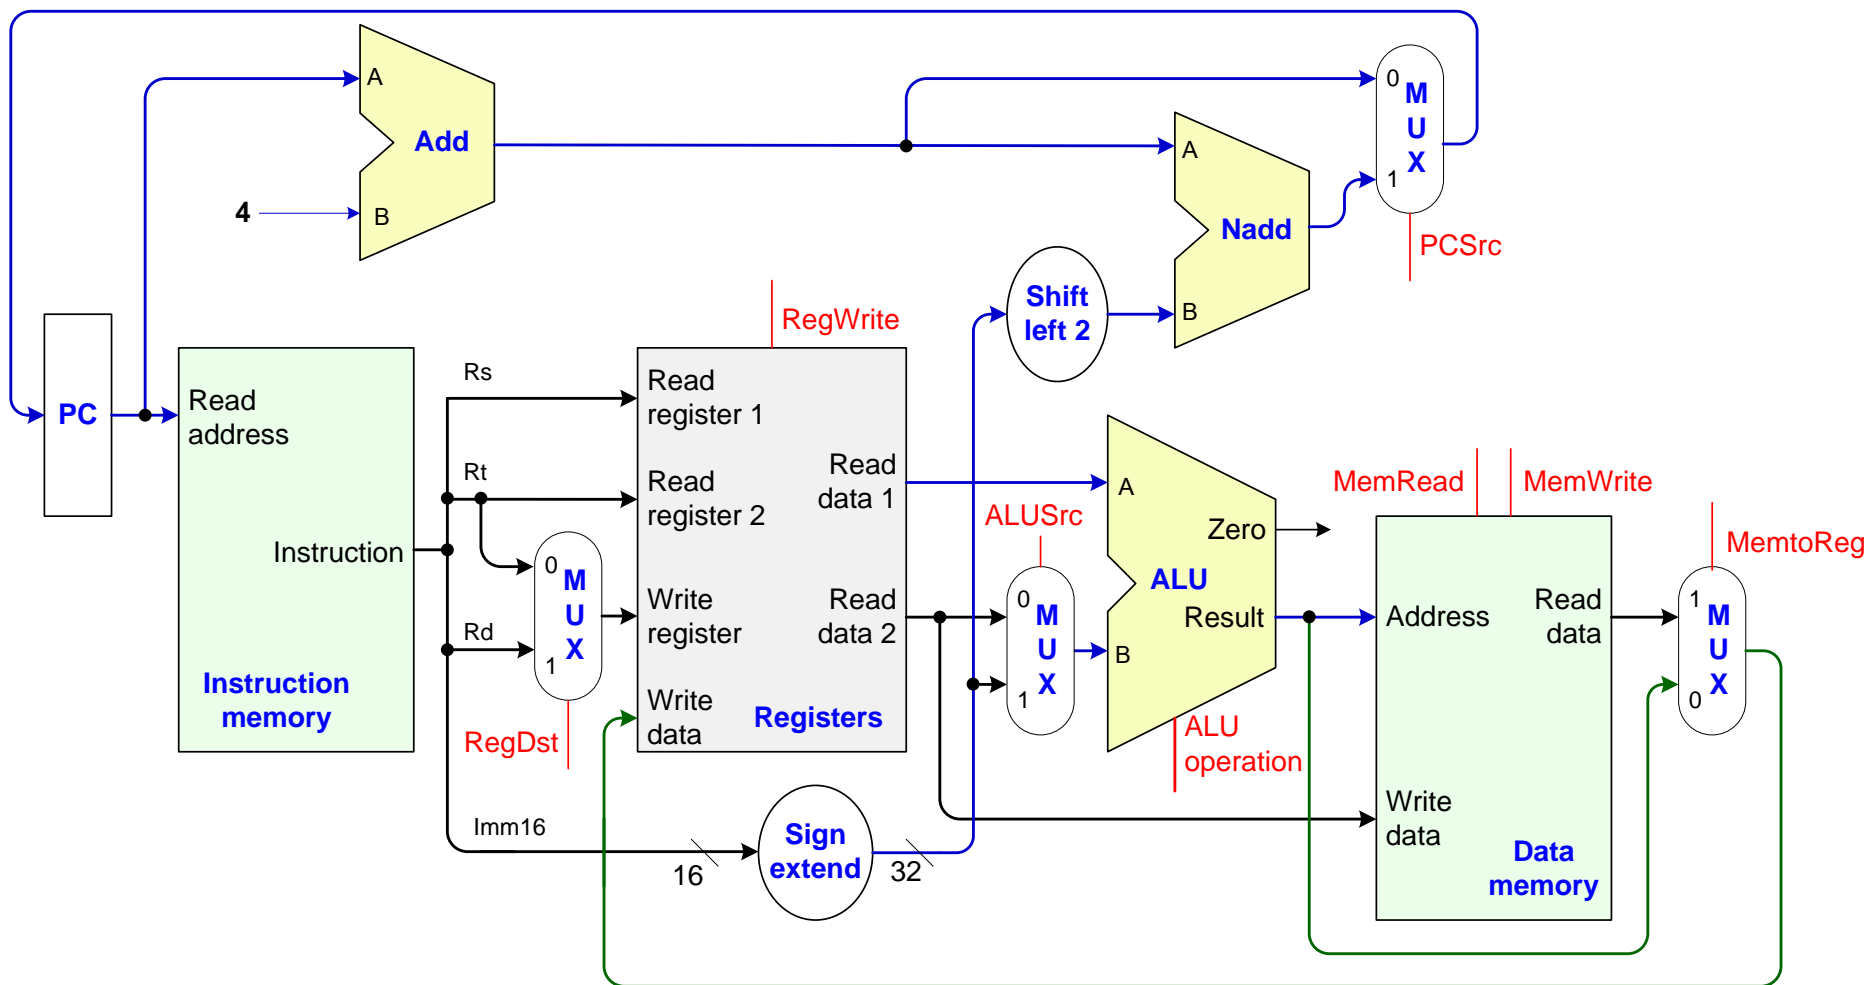 A
Add
4
B
0
M
U
X
1
PCSrc
A
Nadd
B
Shift
left 2
PC
Read
address
Instruction
Instruction
memory
Rs
Rt
Rd
Imm16
0
M
U
X
1
RegDst
RegWrite
Read
register 1
Read
register 2
Write
register
Write
data
Read
data 1
Read
data 2
Registers
16
Sign
extend
32
ALUSrc
0
M
U
X
1
A
B
Zero
ALU
Result
ALU
operation
MemRead
MemWrite
Address
Read
data
Write
data
Data
memory
MemtoReg
1
M
U
X
0